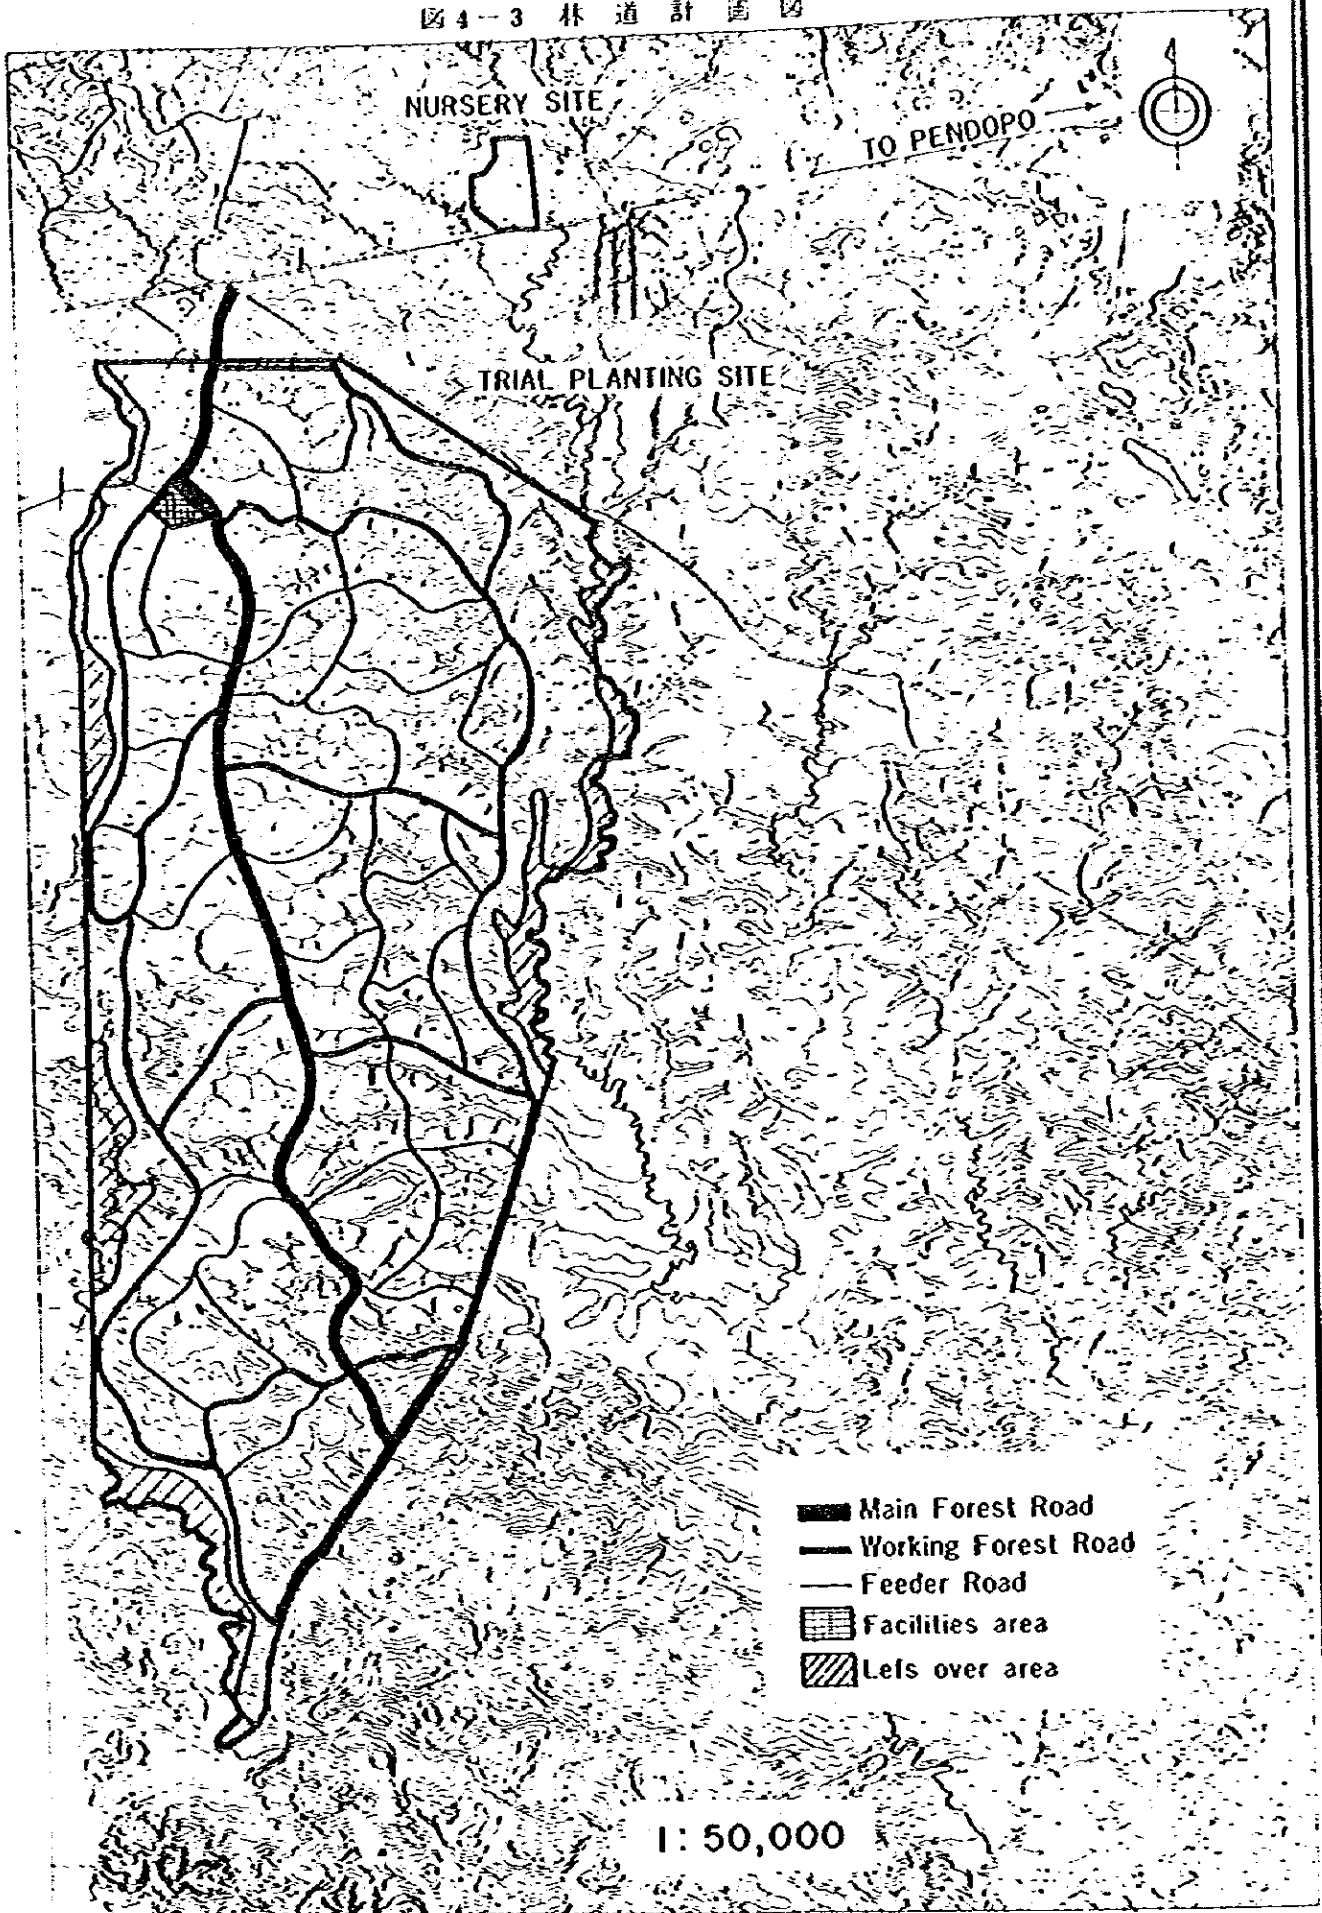 図4-3 林道計画図
NURSERY SITE
TO PENDOPO
TRIAL PLANTING SITE
Main Forest Road
Working Forest Road
Feeder Road
Facilities area
Lefs over area
1:50,000